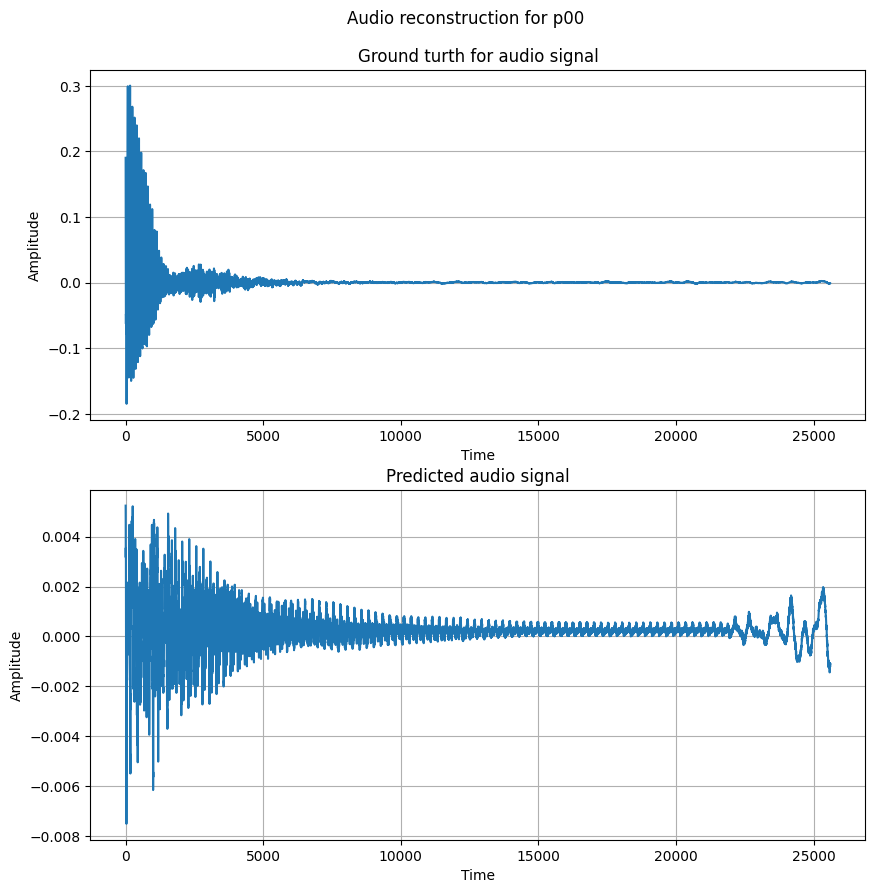 Audio reconstruction for p00
Ground turth for audio signal
0.3
0.2
0.1
0.0
−0.1
−0.2
Amplitude
0 5000 10000 15000 20000 25000
Time
Predicted audio signal
0.004
0.002
0.000
−0.002
−0.004
−0.006
−0.008
Amplitude
0 5000 10000 15000 20000 25000
Time